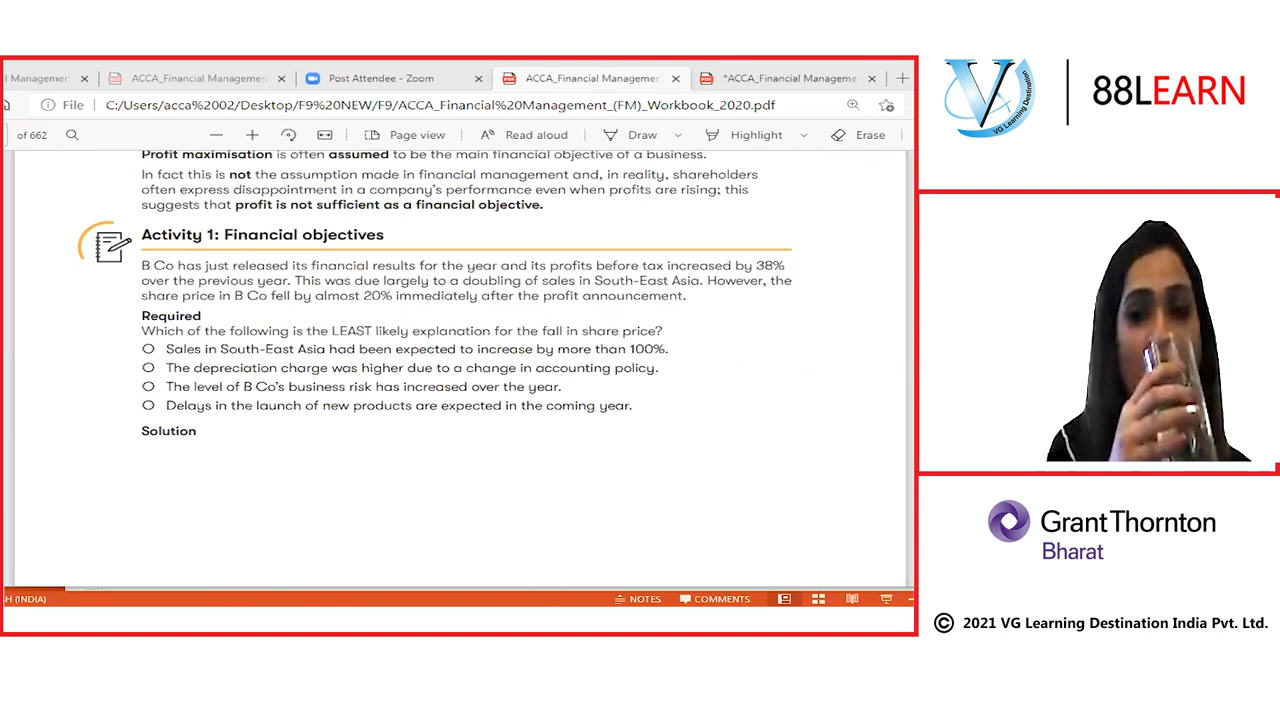 l Management
ACCA_Financial Management
Post Attendee - Zoom
ACCA_Financial Management
*ACCA_Financial Manageme
File
C:/Users/acca%2002/Desktop/F9%20NEW/F9/ACCA_Financial%20Management_(FM)_Workbook_2020.pdf
of 662
Page view
Read aloud
Draw
Highlight
Erase
Profit maximisation is often assumed to be the main financial objective of a business.
In fact this is not the assumption made in financial management and, in reality, shareholders
often express disappointment in a company's performance even when profits are rising; this
suggests that profit is not sufficient as a financial objective.
Activity 1: Financial objectives
B Co has just released its financial results for the year and its profits before tax increased by 38%
over the previous year. This was due largely to a doubling of sales in South-East Asia. However, the
share price in B Co fell by almost 20% immediately after the profit announcement.
Required
Which of the following is the LEAST likely explanation for the fall in share price?
Sales in South-East Asia had been expected to increase by more than 100%.
The depreciation charge was higher due to a change in accounting policy.
The level of B Co's business risk has increased over the year.
Delays in the launch of new products are expected in the coming year.
Solution
SH (INDIA)
NOTES
COMMENTS
V
VG Learning Destination
88LEARN
Grant Thornton
Bharat
© 2021 VG Learning Destination India Pvt. Ltd.